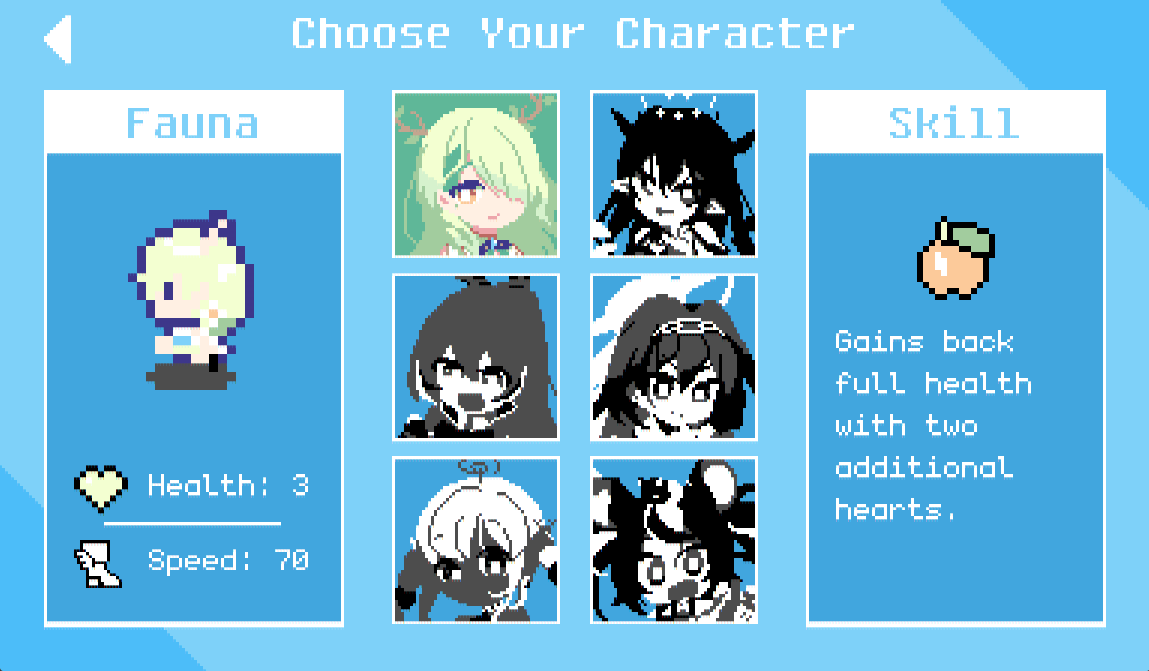 Choose Your Character
Fauna
Health: 3
Speed: 70
Skill
Gains back
full health
with two
additional
hearts.